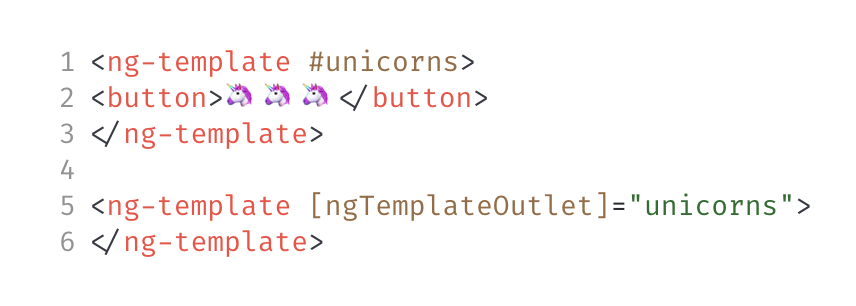 1 <ng-template #unicorns>
2 <button>🦄 🦄 🦄 </button>
3 </ng-template>
4
5 <ng-template [ngTemplateOutlet]="unicorns">
6 </ng-template>